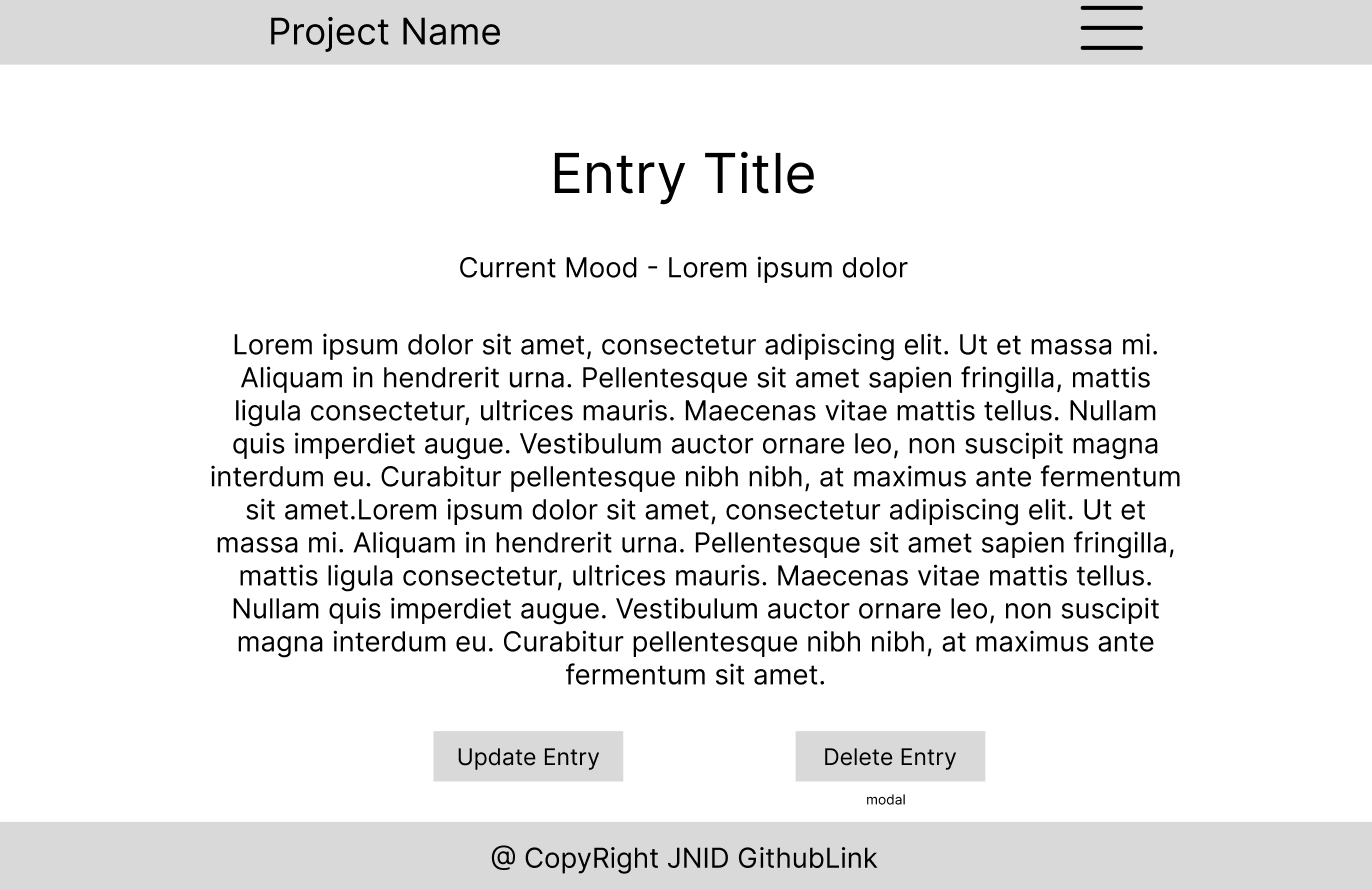 Project Name
Entry Title
Current Mood - Lorem ipsum dolor
Lorem ipsum dolor sit amet, consectetur adipiscing elit. Ut et massa mi.
Aliquam in hendrerit urna. Pellentesque sit amet sapien fringilla, mattis
ligula consectetur, ultrices mauris. Maecenas vitae mattis tellus. Nullam
quis imperdiet augue. Vestibulum auctor ornare leo, non suscipit magna
interdum eu. Curabitur pellentesque nibh nibh, at maximus ante fermentum
sit amet.Lorem ipsum dolor sit amet, consectetur adipiscing elit. Ut et
massa mi. Aliquam in hendrerit urna. Pellentesque sit amet sapien fringilla,
mattis ligula consectetur, ultrices mauris. Maecenas vitae mattis tellus.
Nullam quis imperdiet augue. Vestibulum auctor ornare leo, non suscipit
magna interdum eu. Curabitur pellentesque nibh nibh, at maximus ante
fermentum sit amet.
Update Entry
Delete Entry
modal
@ CopyRight JNID GithubLink